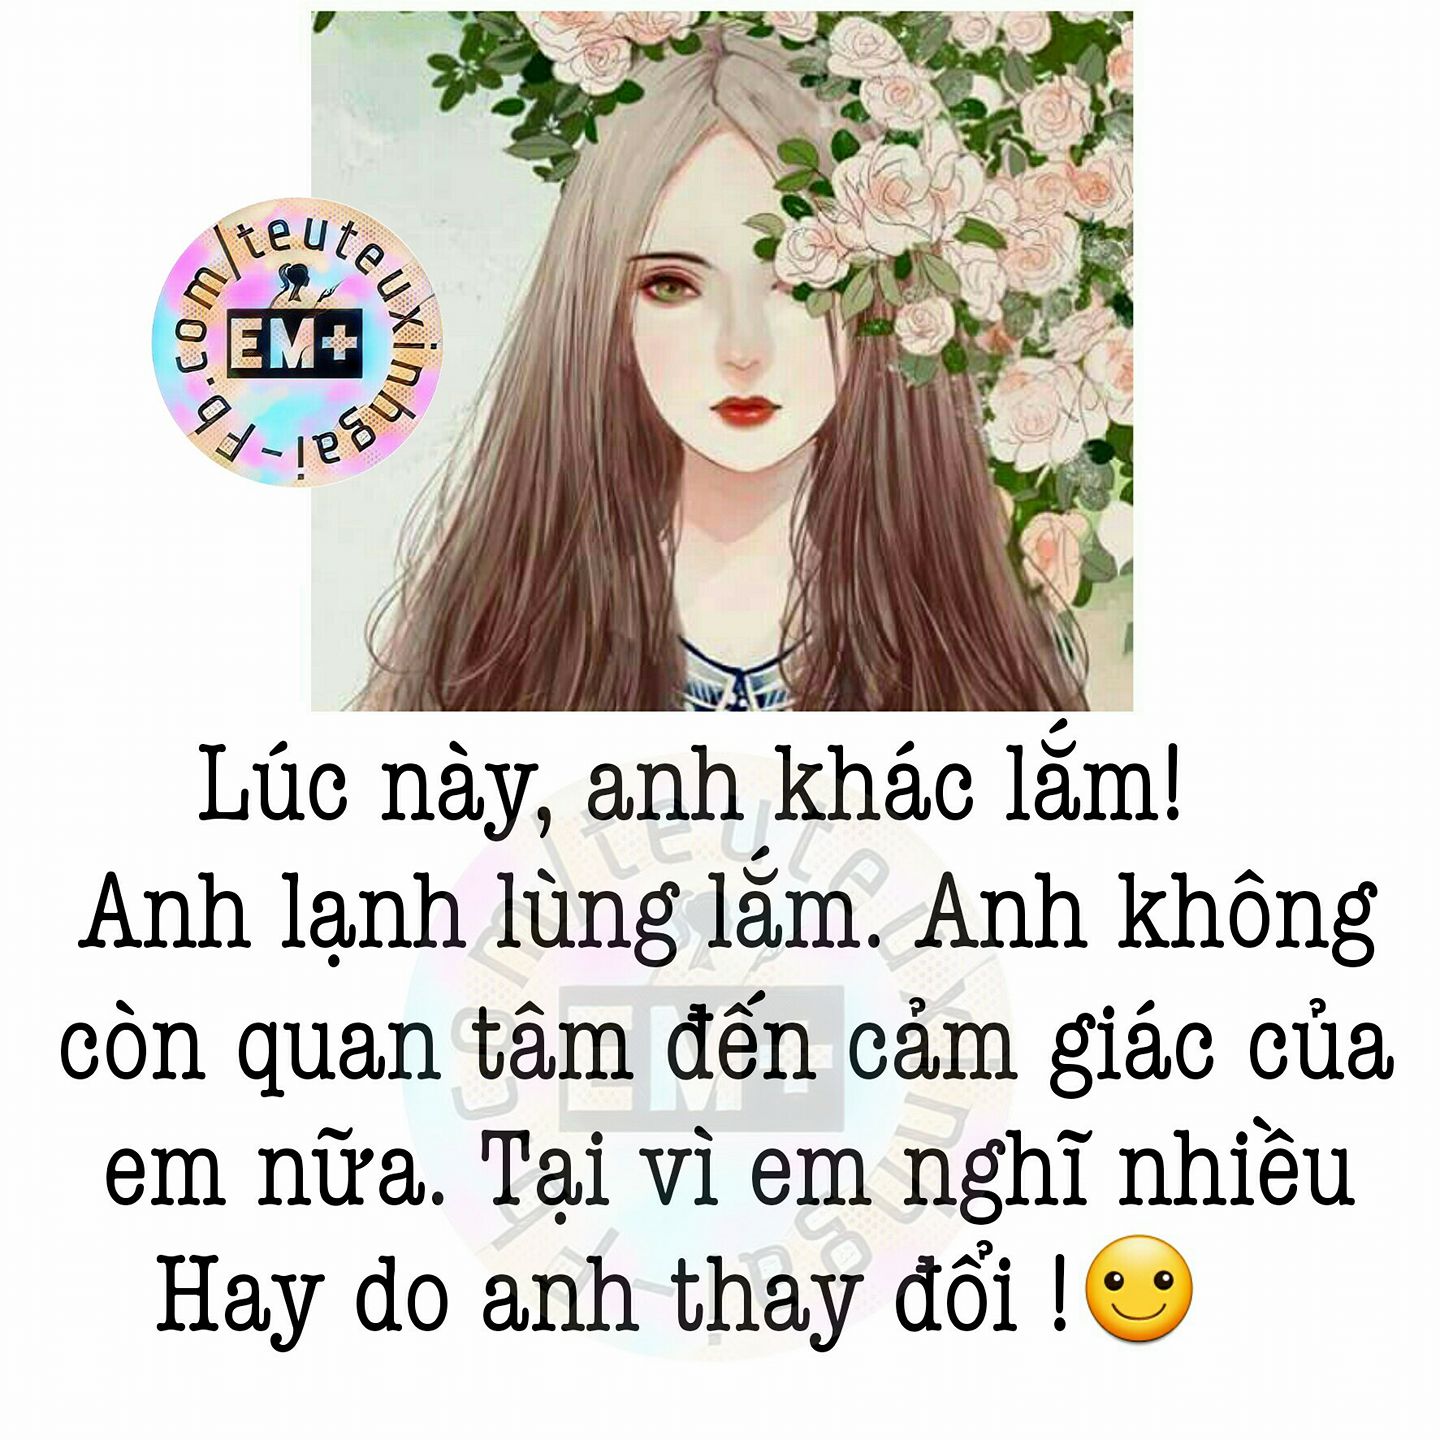 fb.com/teuteuxinhgai-
EM+
Lúc này, anh khác lắm!
Anh lạnh lùng lắm. Anh không
còn quan tâm đến cảm giác của
em nữa. Tại vì em nghĩ nhiều
Hay do anh thay đổi !🙂